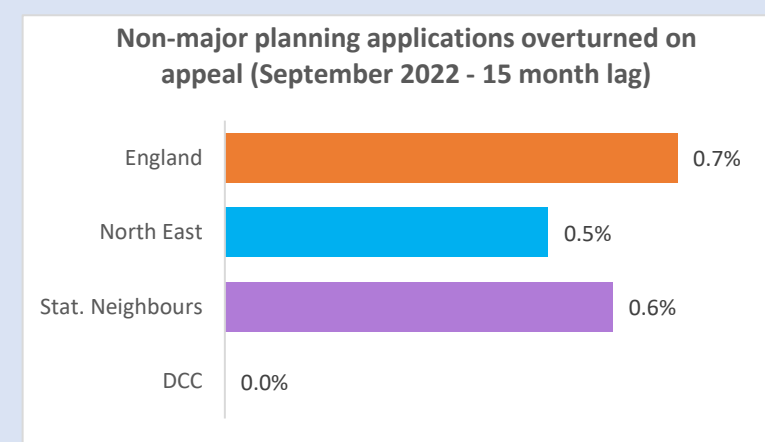 Non-major planning applications overturned on
appeal (September 2022 - 15 month lag)
England 0.7%
North East 0.5%
Stat. Neighbours 0.6%
DCC 0.0%